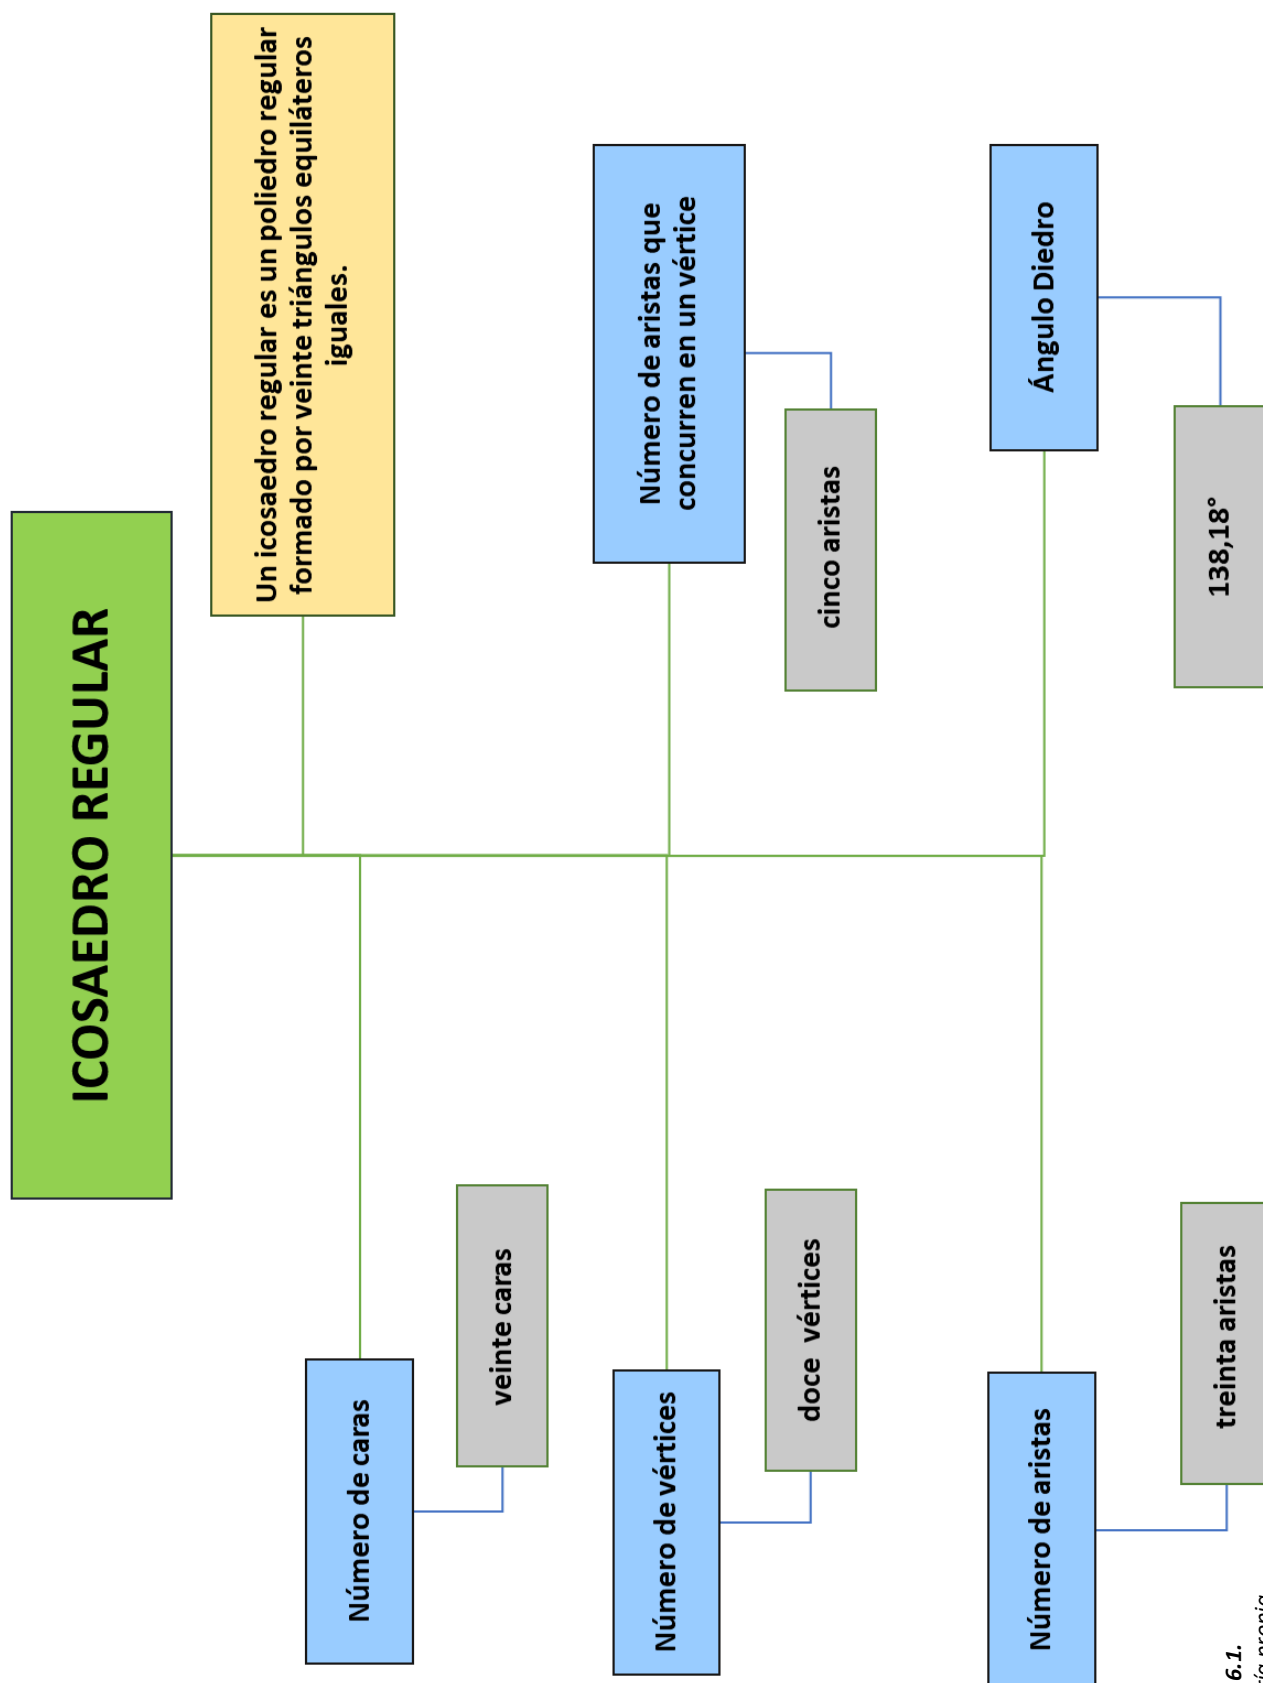 ICOSAEDRO REGULAR
Un icosaedro regular es un poliedro regular
formado por veinte triángulos equiláteros
iguales.
Número de caras
veinte caras
Número de aristas que
concurren en un vértice
cinco aristas
Número de vértices
doce vértices
Ángulo Diedro
138,18°
Número de aristas
treinta aristas
6.1.
propia